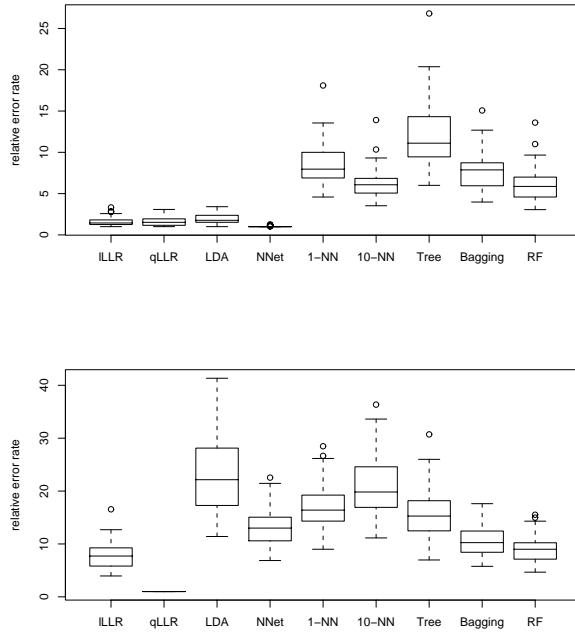 relative error rate
25
20
15
10
5
0
lLLR qLLR LDA NNet 1−NN 10−NN Tree Bagging RF
relative error rate
40
30
20
10
0
lLLR qLLR LDA NNet 1−NN 10−NN Tree Bagging RF